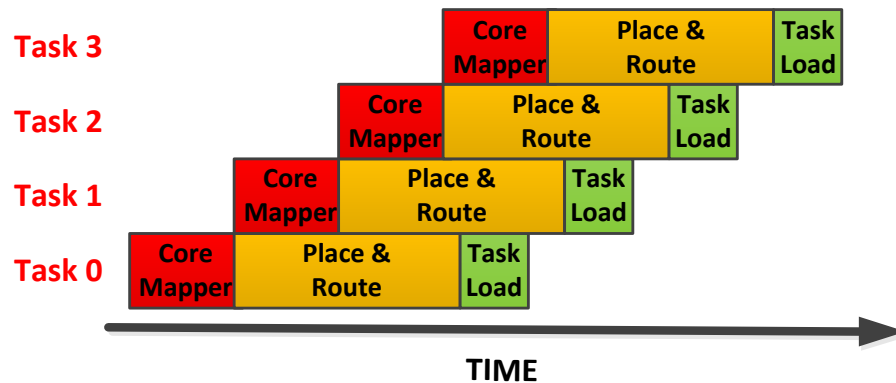 Task 3
Core
Mapper
Place &
Route
Task
Load
Task 2
Core
Mapper
Place &
Route
Task
Load
Task 1
Core
Mapper
Place &
Route
Task
Load
Task 0
Core
Mapper
Place &
Route
Task
Load
TIME